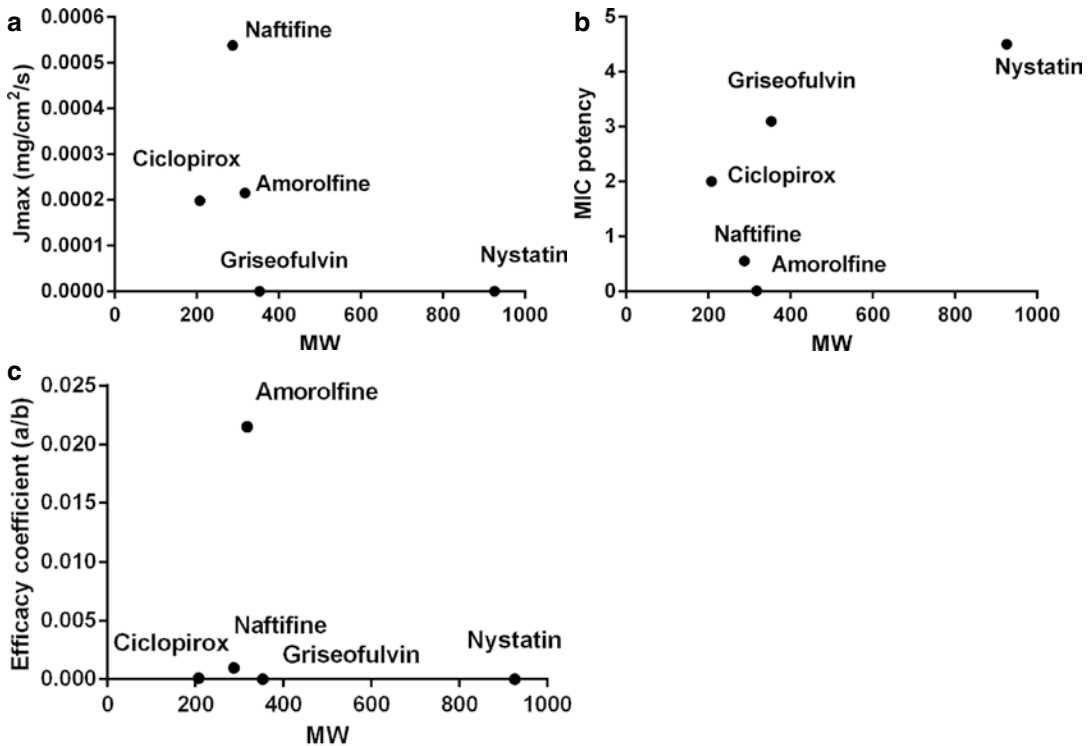 a
0.0006
0.0005
0.0004
0.0003
0.0002
0.0001
0.0000
Jmax (mg/cm²/s)
Naftifine
Ciclopirox
Amorolfine
Griseofulvin
Nystatin
0 200 400 600 800 1000
MW
b
5
4
3
2
1
0
MIC potency
Nystatin
Griseofulvin
Ciclopirox
Naftifine
Amorolfine
0 200 400 600 800 1000
MW
c
0.025
0.020
0.015
0.010
0.005
0.000
Efficacy coefficient (a/b)
Amorolfine
Ciclopirox
Naftifine
Griseofulvin
Nystatin
0 200 400 600 800 1000
MW